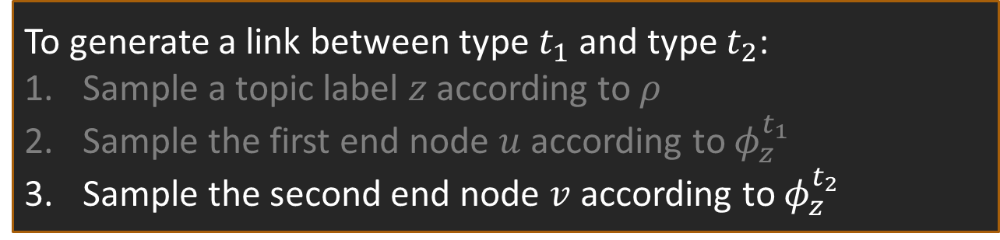 To generate a link between type $t_1$ and type $t_2$:
1. Sample a topic label $z$ according to $\rho$
2. Sample the first end node $u$ according to $\phi_z^{t_1}$
3. Sample the second end node $v$ according to $\phi_z^{t_2}$